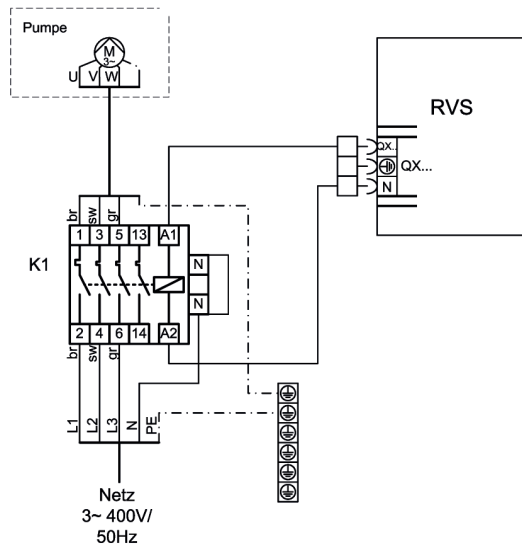 Pumpe
M
3~
U V W
RVS
QX..
QX...
N
br sw gr
1 3 5 13 A1
K1
N
N
2 4 6 14 A2
br sw gr
L1 L2 L3 N PE
Netz
3~ 400V/
50Hz